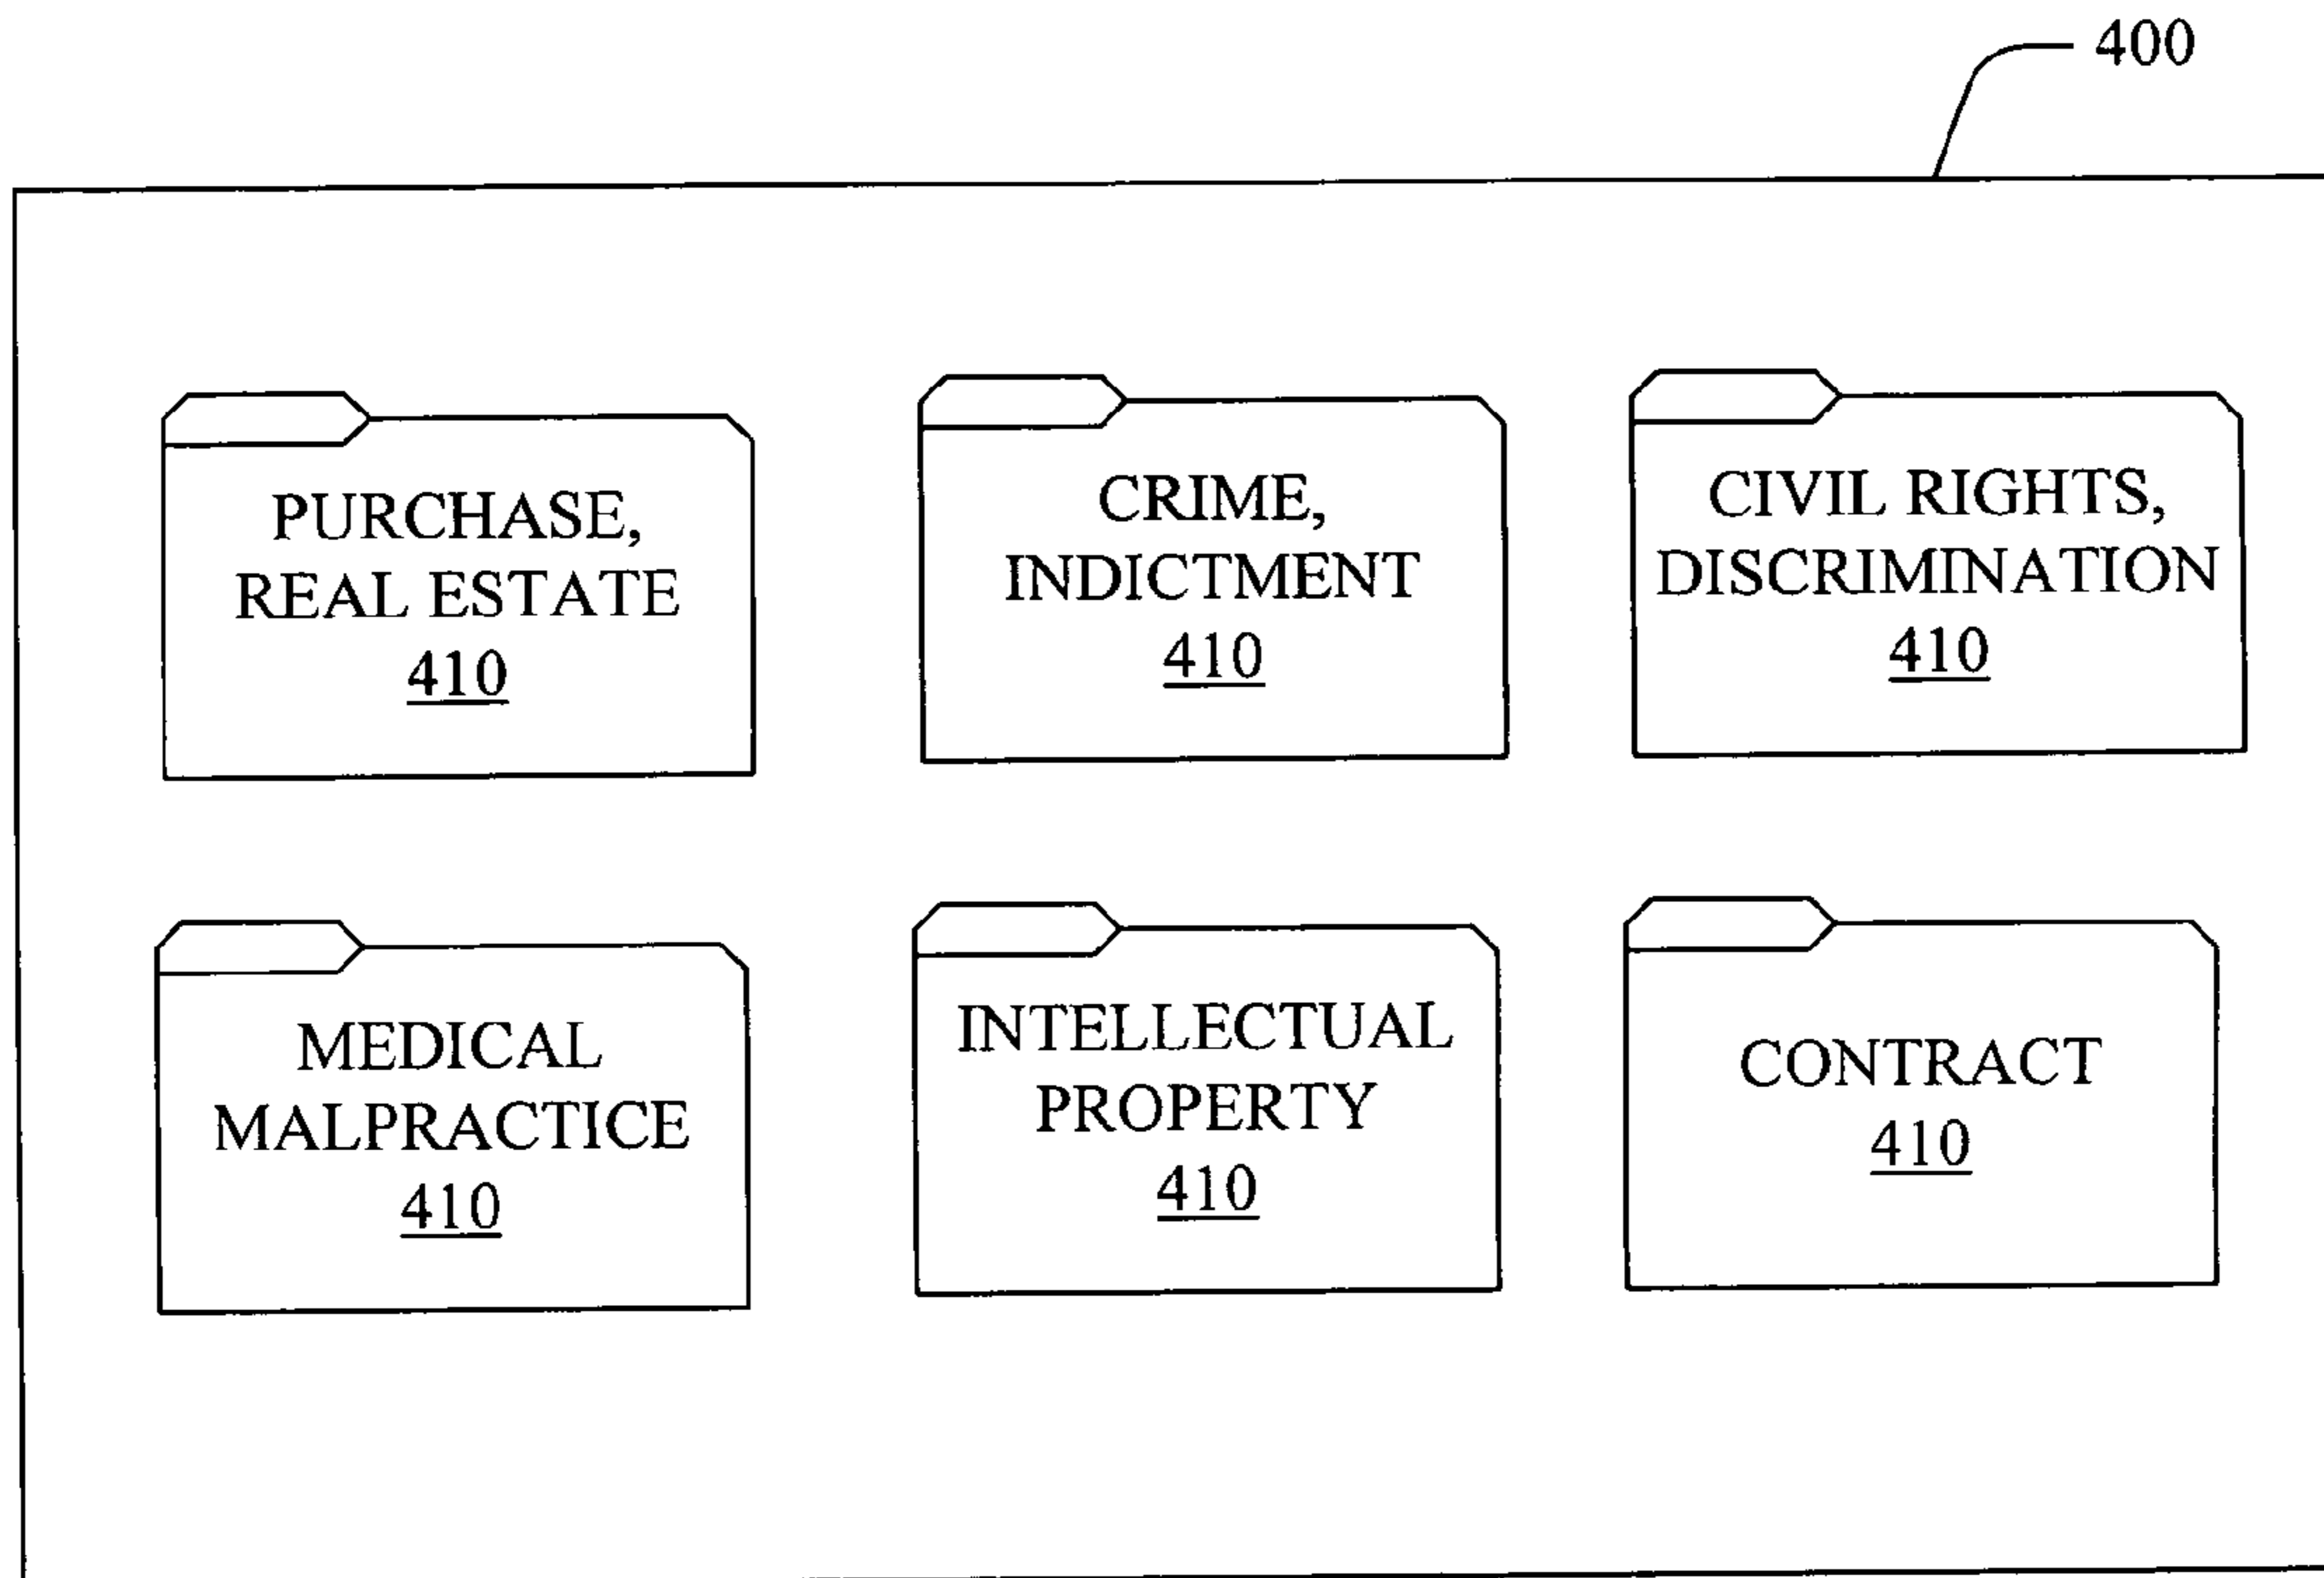 400
PURCHASE,
REAL ESTATE
410
CRIME,
INDICTMENT
410
CIVIL RIGHTS,
DISCRIMINATION
410
MEDICAL
MALPRACTICE
410
INTELLECTUAL
PROPERTY
410
CONTRACT
410